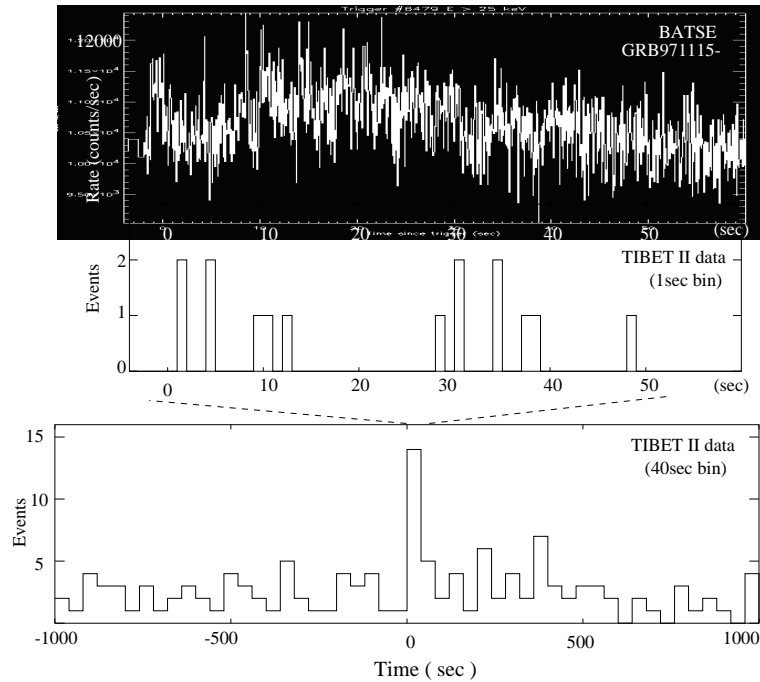 Trigger #6479 E > 25 keV
12000
BATSE
GRB971115-
Rate (counts/sec)
0 10 20 30 40 50 (sec)
Time since trigger (sec)
TIBET II data
(1sec bin)
Events
2
1
0
0 10 20 30 40 50 (sec)
TIBET II data
(40sec bin)
Events
15
10
5
-1000 -500 0 500 1000
Time ( sec )